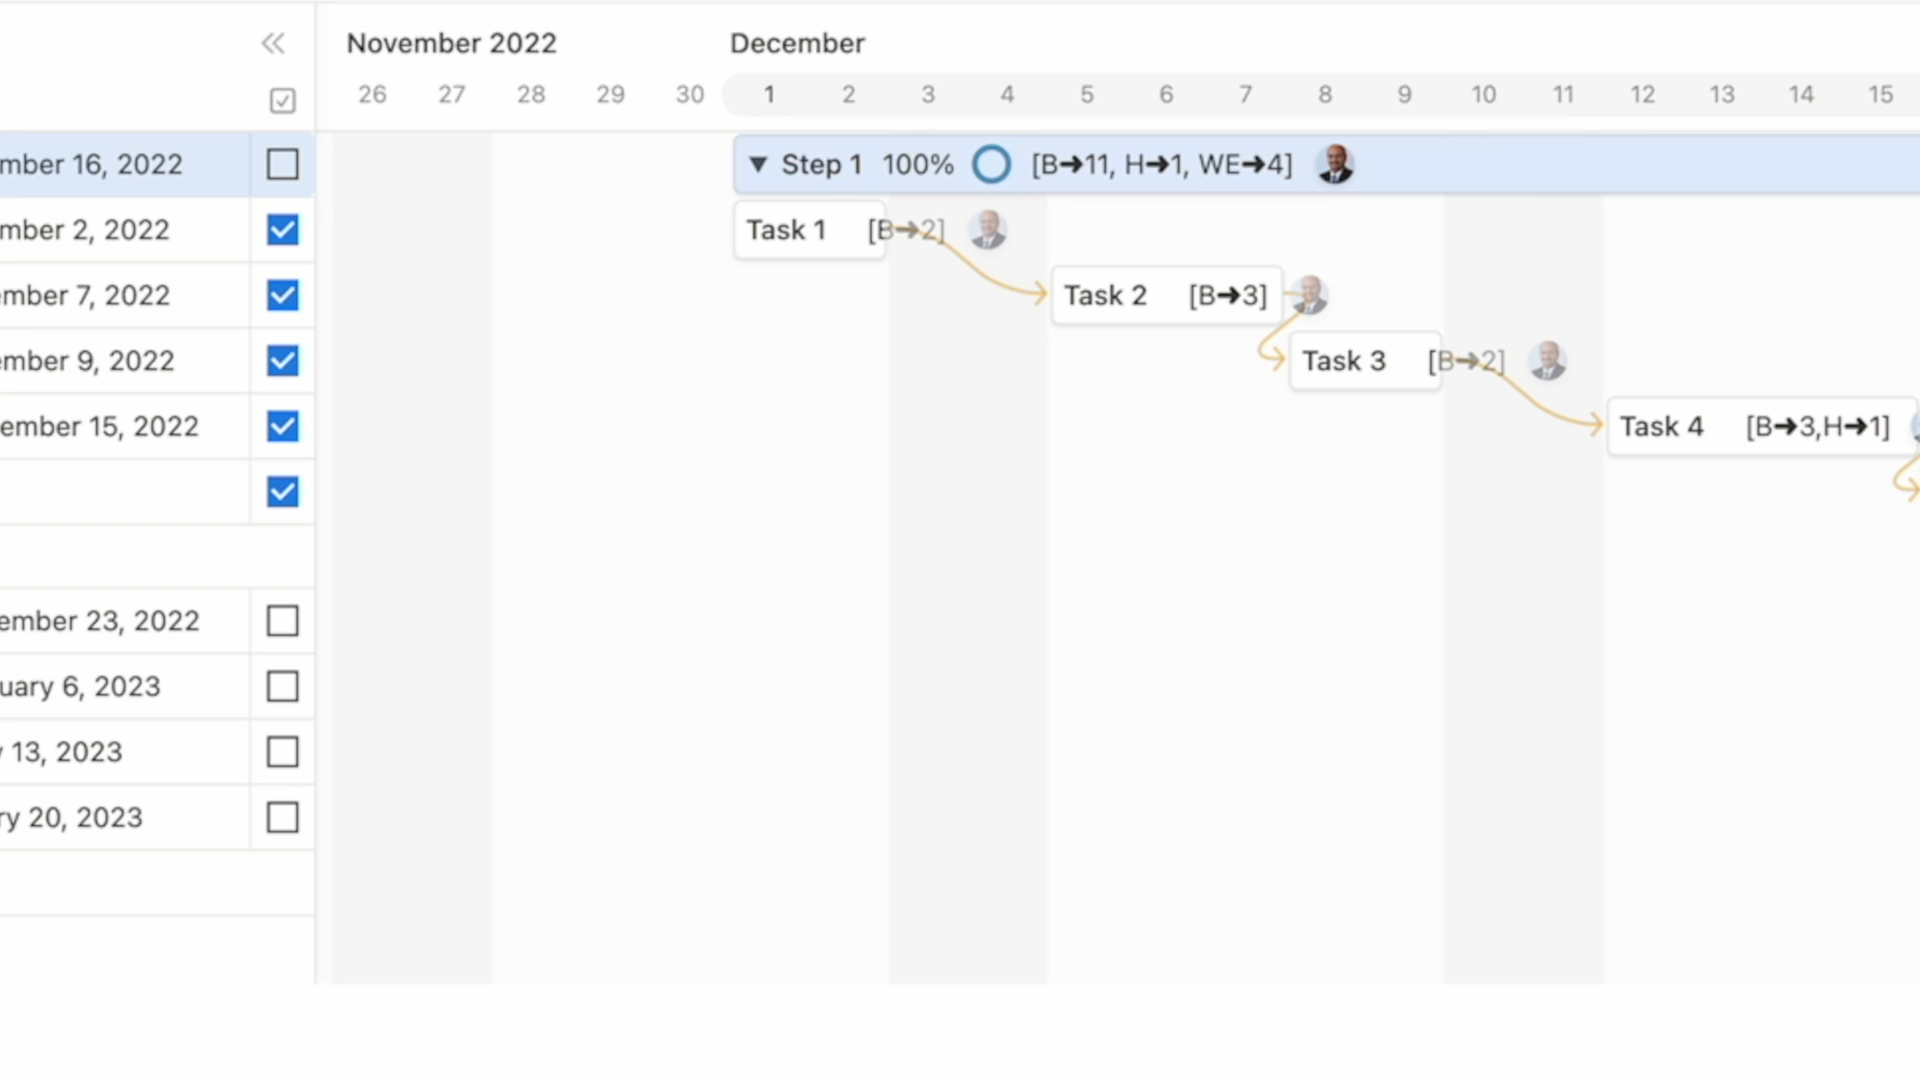 November 2022 December
26 27 28 29 30 1 2 3 4 5 6 7 8 9 10 11 12 13 14 15
mber 16, 2022 ▼ Step 1 100% [B➔11, H➔1, WE➔4]
mber 2, 2022 Task 1 [B➔2]
ember 7, 2022 Task 2 [B➔3]
ember 9, 2022 Task 3 [B➔2]
ember 15, 2022 Task 4 [B➔3,H➔1]
ember 23, 2022
uary 6, 2023
13, 2023
ry 20, 2023